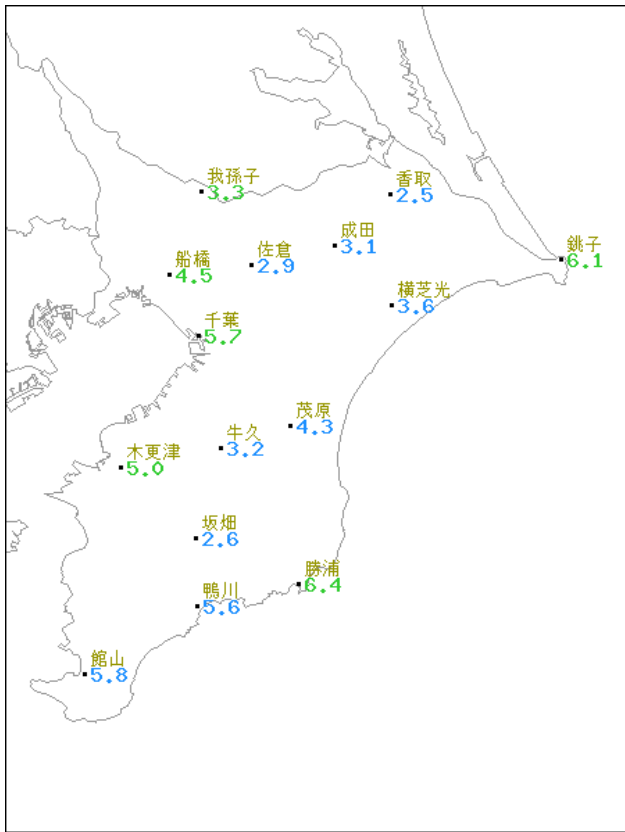 我孫子
3.3
香取
2.5
成田
3.1
銚子
6.1
船橋
4.5
佐倉
2.9
横芝光
3.6
千葉
5.7
茂原
4.3
牛久
3.2
木更津
5.0
坂畑
2.6
勝浦
6.4
鴨川
5.6
館山
5.8